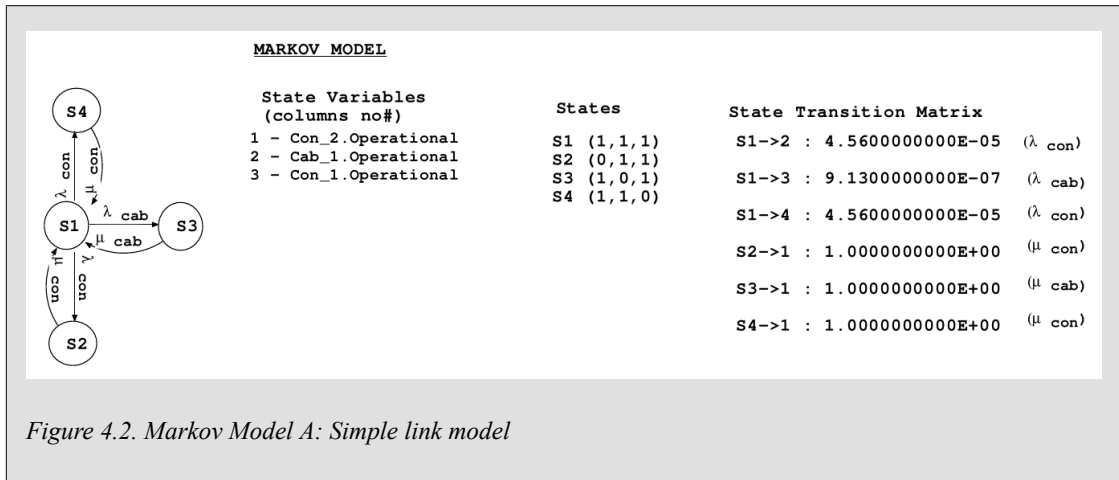 MARKOV MODEL
S4
λ con
μ con
S1
λ cab
μ cab
S3
μ con
λ con
S2
State Variables
(columns no#)
1 - Con_2.Operational
2 - Cab_1.Operational
3 - Con_1.Operational
States
S1 (1,1,1)
S2 (0,1,1)
S3 (1,0,1)
S4 (1,1,0)
State Transition Matrix
S1->2 : 4.5600000000E-05 (λ con)
S1->3 : 9.1300000000E-07 (λ cab)
S1->4 : 4.5600000000E-05 (λ con)
S2->1 : 1.0000000000E+00 (μ con)
S3->1 : 1.0000000000E+00 (μ cab)
S4->1 : 1.0000000000E+00 (μ con)
Figure 4.2. Markov Model A: Simple link model